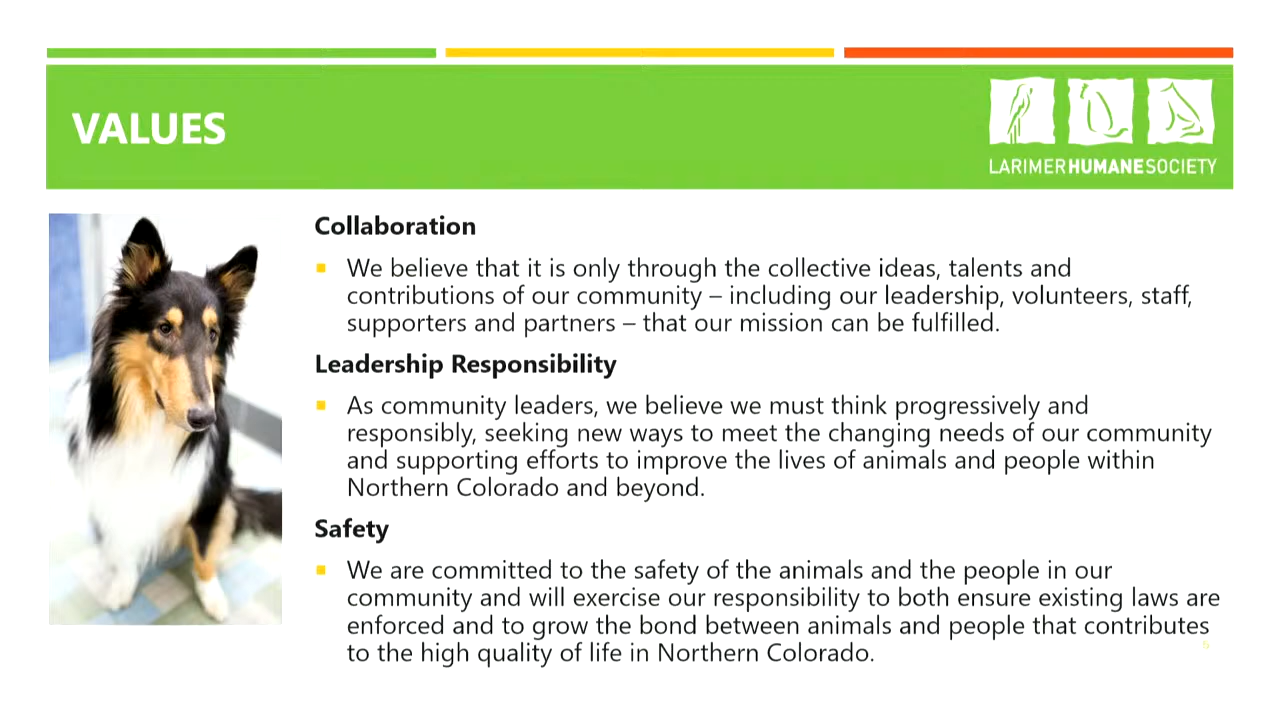 VALUES
LARIMERHUMANESOCIETY
Collaboration
We believe that it is only through the collective ideas, talents and
contributions of our community – including our leadership, volunteers, staff,
supporters and partners – that our mission can be fulfilled.
Leadership Responsibility
As community leaders, we believe we must think progressively and
responsibly, seeking new ways to meet the changing needs of our community
and supporting efforts to improve the lives of animals and people within
Northern Colorado and beyond.
Safety
We are committed to the safety of the animals and the people in our
community and will exercise our responsibility to both ensure existing laws are
enforced and to grow the bond between animals and people that contributes
to the high quality of life in Northern Colorado.
5